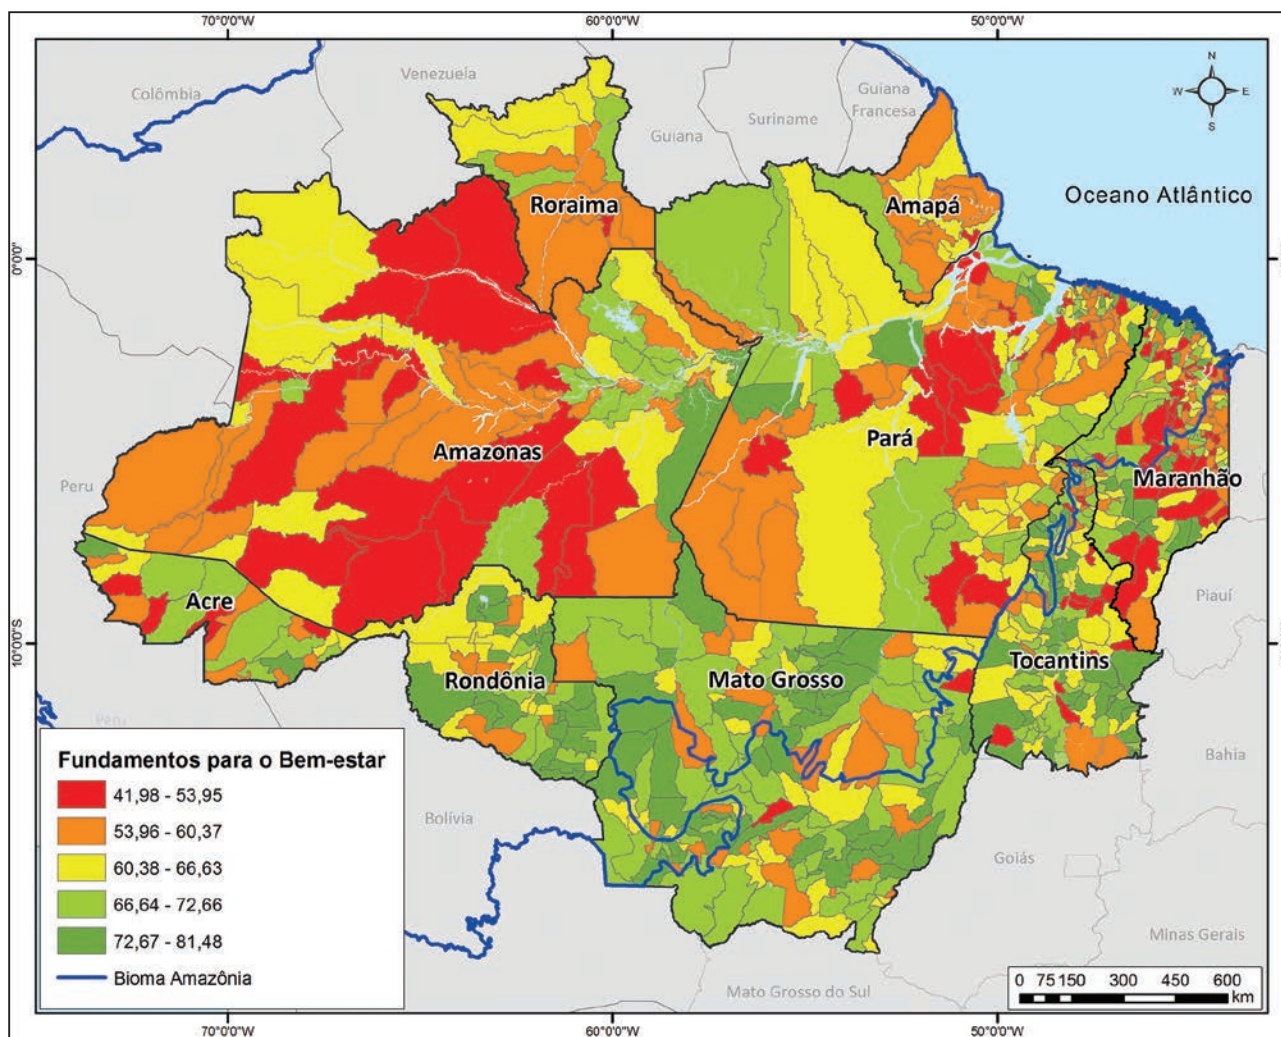 70°0'0"W 60°0'0"W 50°0'0"W
Colômbia
Venezuela
Guiana
Suriname
Guiana
Francesa
N
W E
S
Oceano Atlântico
Roraima
Amapá
0°0'0"
Amazonas
Pará
Maranhão
Peru
Piauí
Acre
10°0'0"S
Rondônia
Mato Grosso
Tocantins
Peru
Bahia
Bolívia
Goiás
Minas Gerais
Mato Grosso do Sul
Fundamentos para o Bem-estar
41,98 - 53,95
53,96 - 60,37
60,38 - 66,63
66,64 - 72,66
72,67 - 81,48
Bioma Amazônia
0 75 150 300 450 600
km
70°0'0"W 60°0'0"W 50°0'0"W